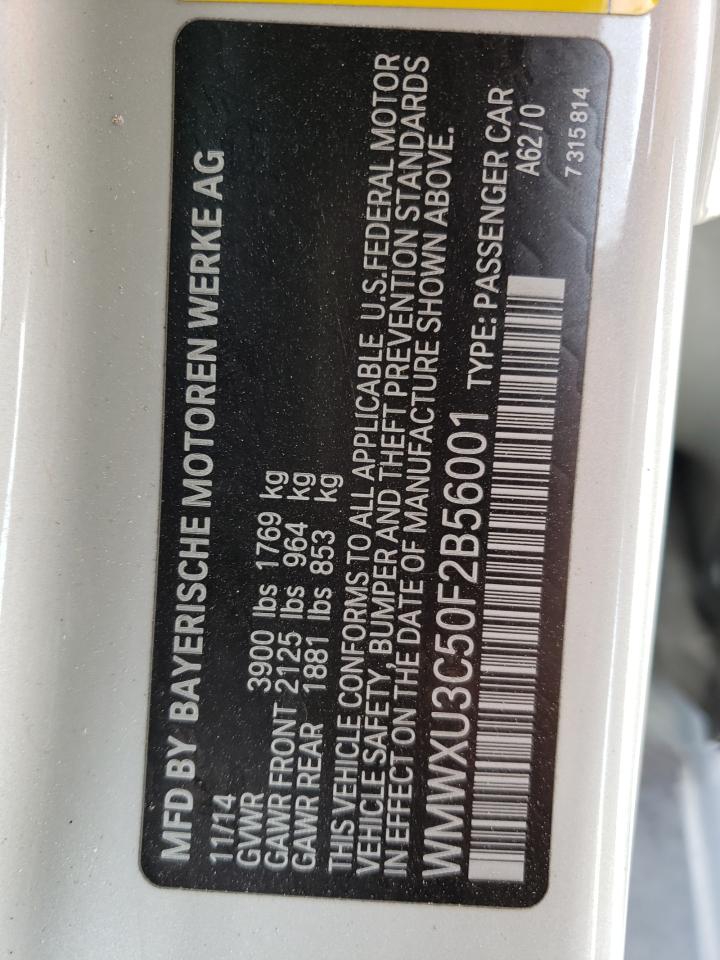 MFD BY BAYERISCHE MOTOREN WERKE AG
11/14
GVWR 3900 lbs 1769 kg
GAWR FRONT 2125 lbs 964 kg
GAWR REAR 1881 lbs 853 kg
THIS VEHICLE CONFORMS TO ALL APPLICABLE U.S.FEDERAL MOTOR
VEHICLE SAFETY, BUMPER AND THEFT PREVENTION STANDARDS
IN EFFECT ON THE DATE OF MANUFACTURE SHOWN ABOVE.
WMWXU3C50F2B56001 TYPE: PASSENGER CAR
A62/0
7 315 814